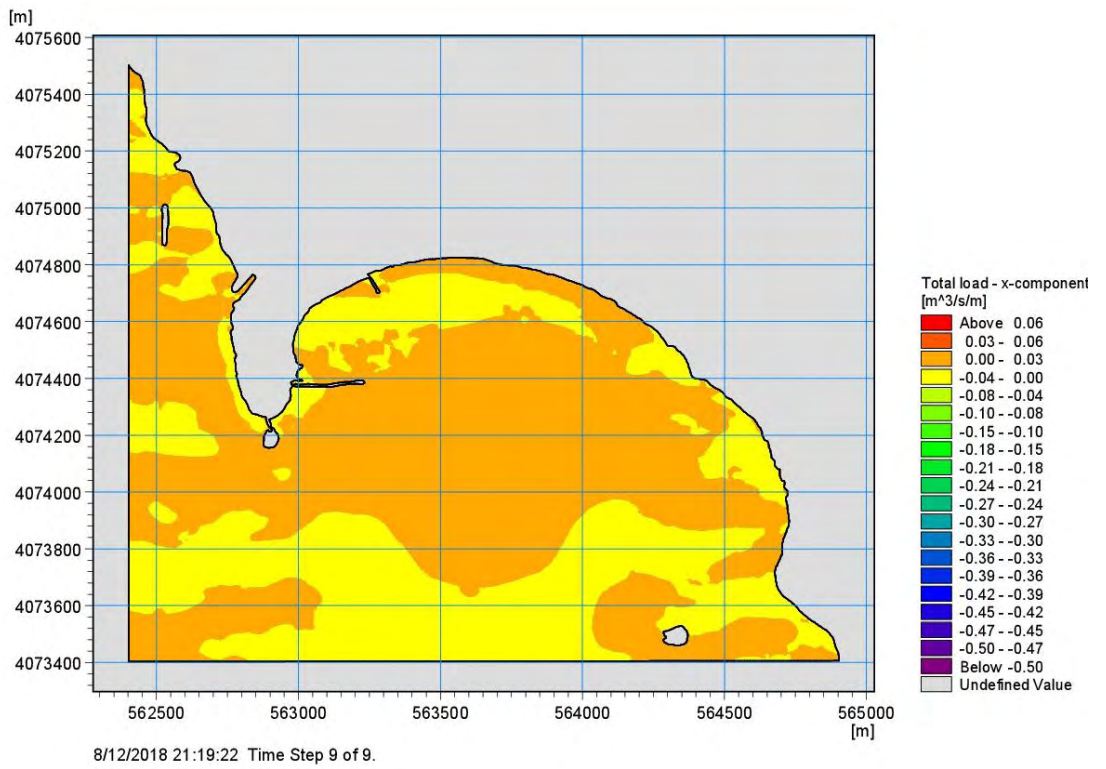 [m]
4075600
4075400
4075200
4075000
4074800
4074600
4074400
4074200
4074000
4073800
4073600
4073400
562500 563000 563500 564000 564500 565000
[m]
8/12/2018 21:19:22 Time Step 9 of 9.
Total load - x-component
[m^3/s/m]
Above 0.06
0.03 - 0.06
0.00 - 0.03
-0.04 - 0.00
-0.08 - -0.04
-0.10 - -0.08
-0.15 - -0.10
-0.18 - -0.15
-0.21 - -0.18
-0.24 - -0.21
-0.27 - -0.24
-0.30 - -0.27
-0.33 - -0.30
-0.36 - -0.33
-0.39 - -0.36
-0.42 - -0.39
-0.45 - -0.42
-0.47 - -0.45
-0.50 - -0.47
Below -0.50
Undefined Value